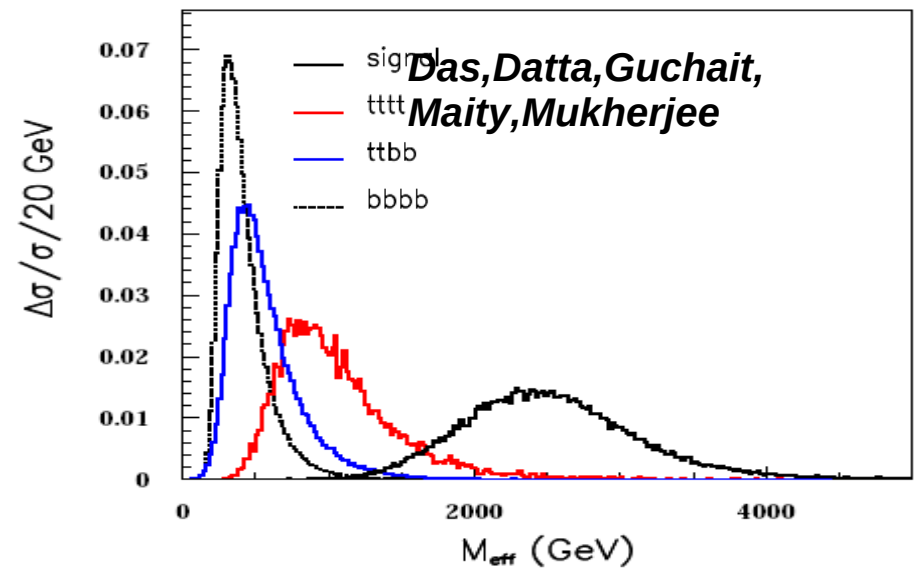 0.07
0.06
0.05
0.04
0.03
0.02
0.01
0
Δσ/σ/20 GeV
signal
tttt
ttbb
bbbb
Das,Datta,Guchait,
Maity,Mukherjee
0 2000 4000
M_eff (GeV)